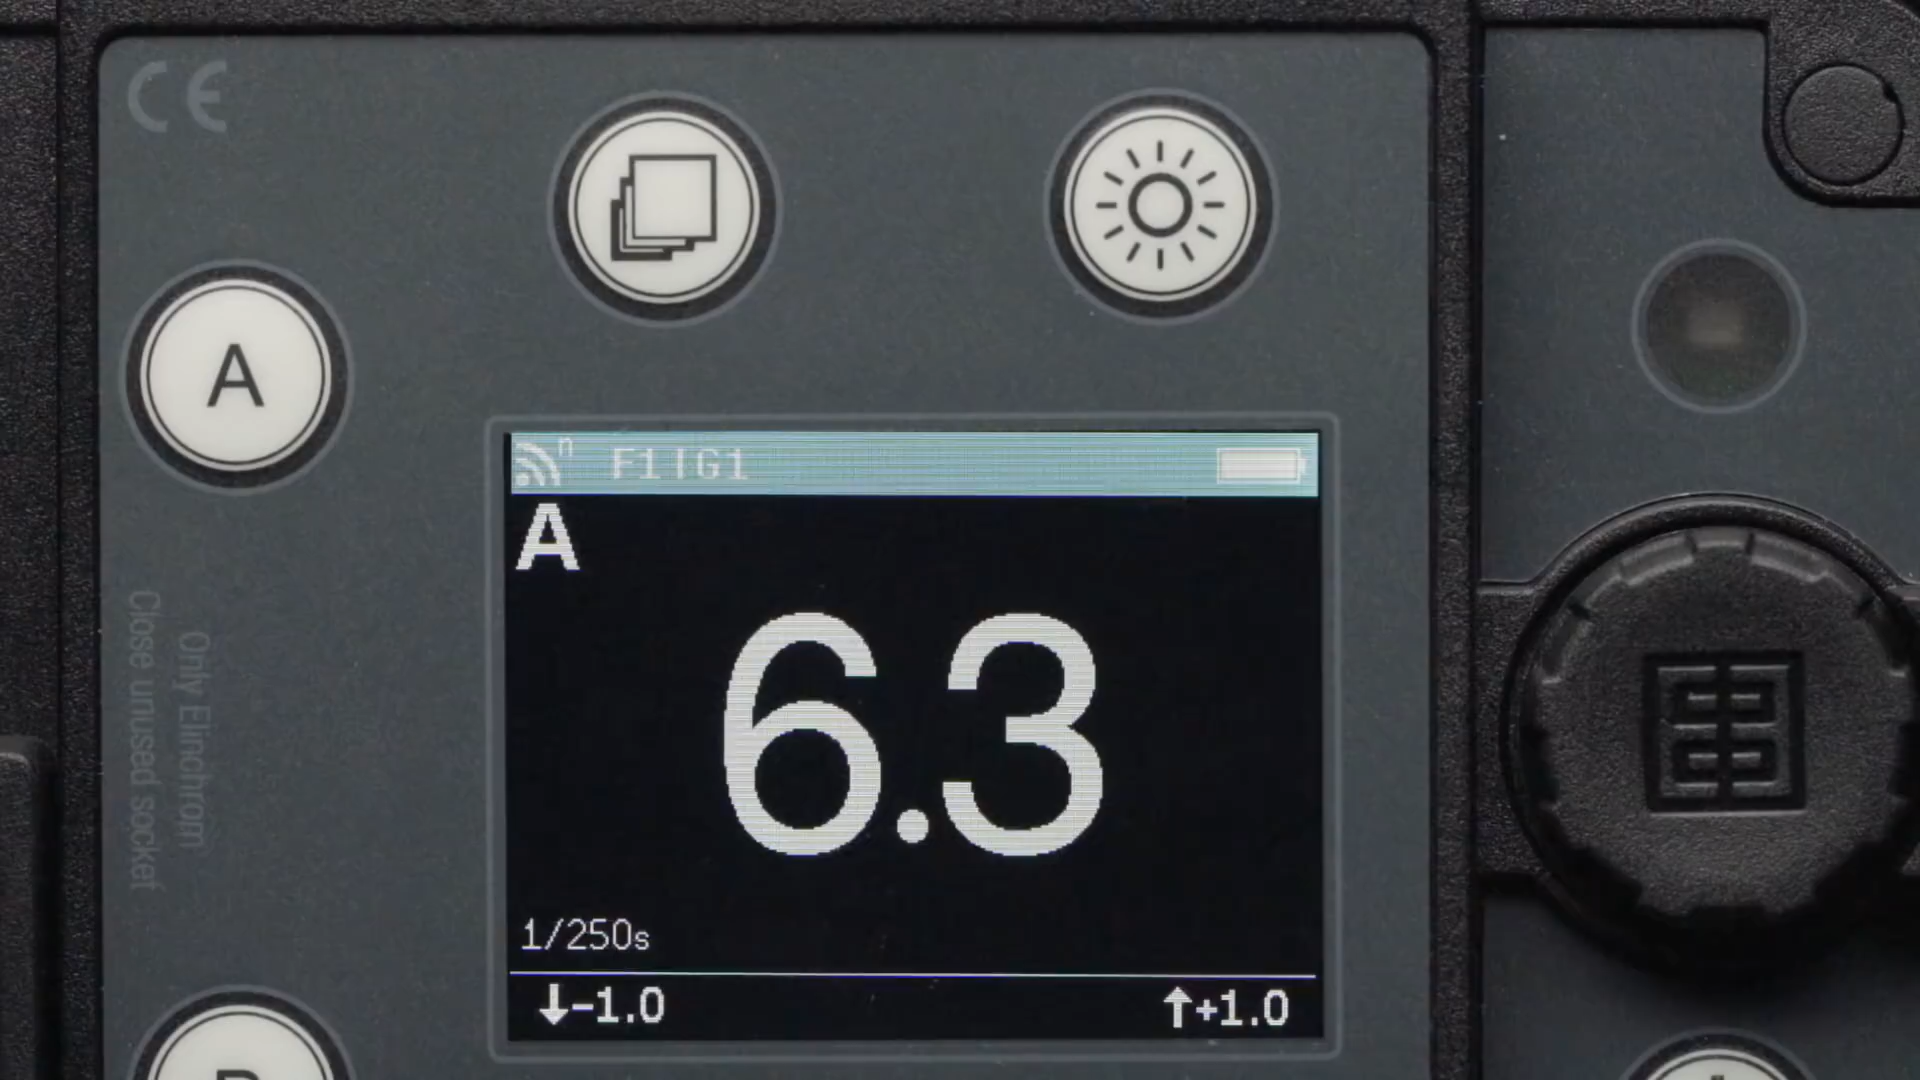 CE
A
F1|G1
A
6.3
1/250s
↓-1.0 ↑+1.0
Only Elinchrom
Close unused socket